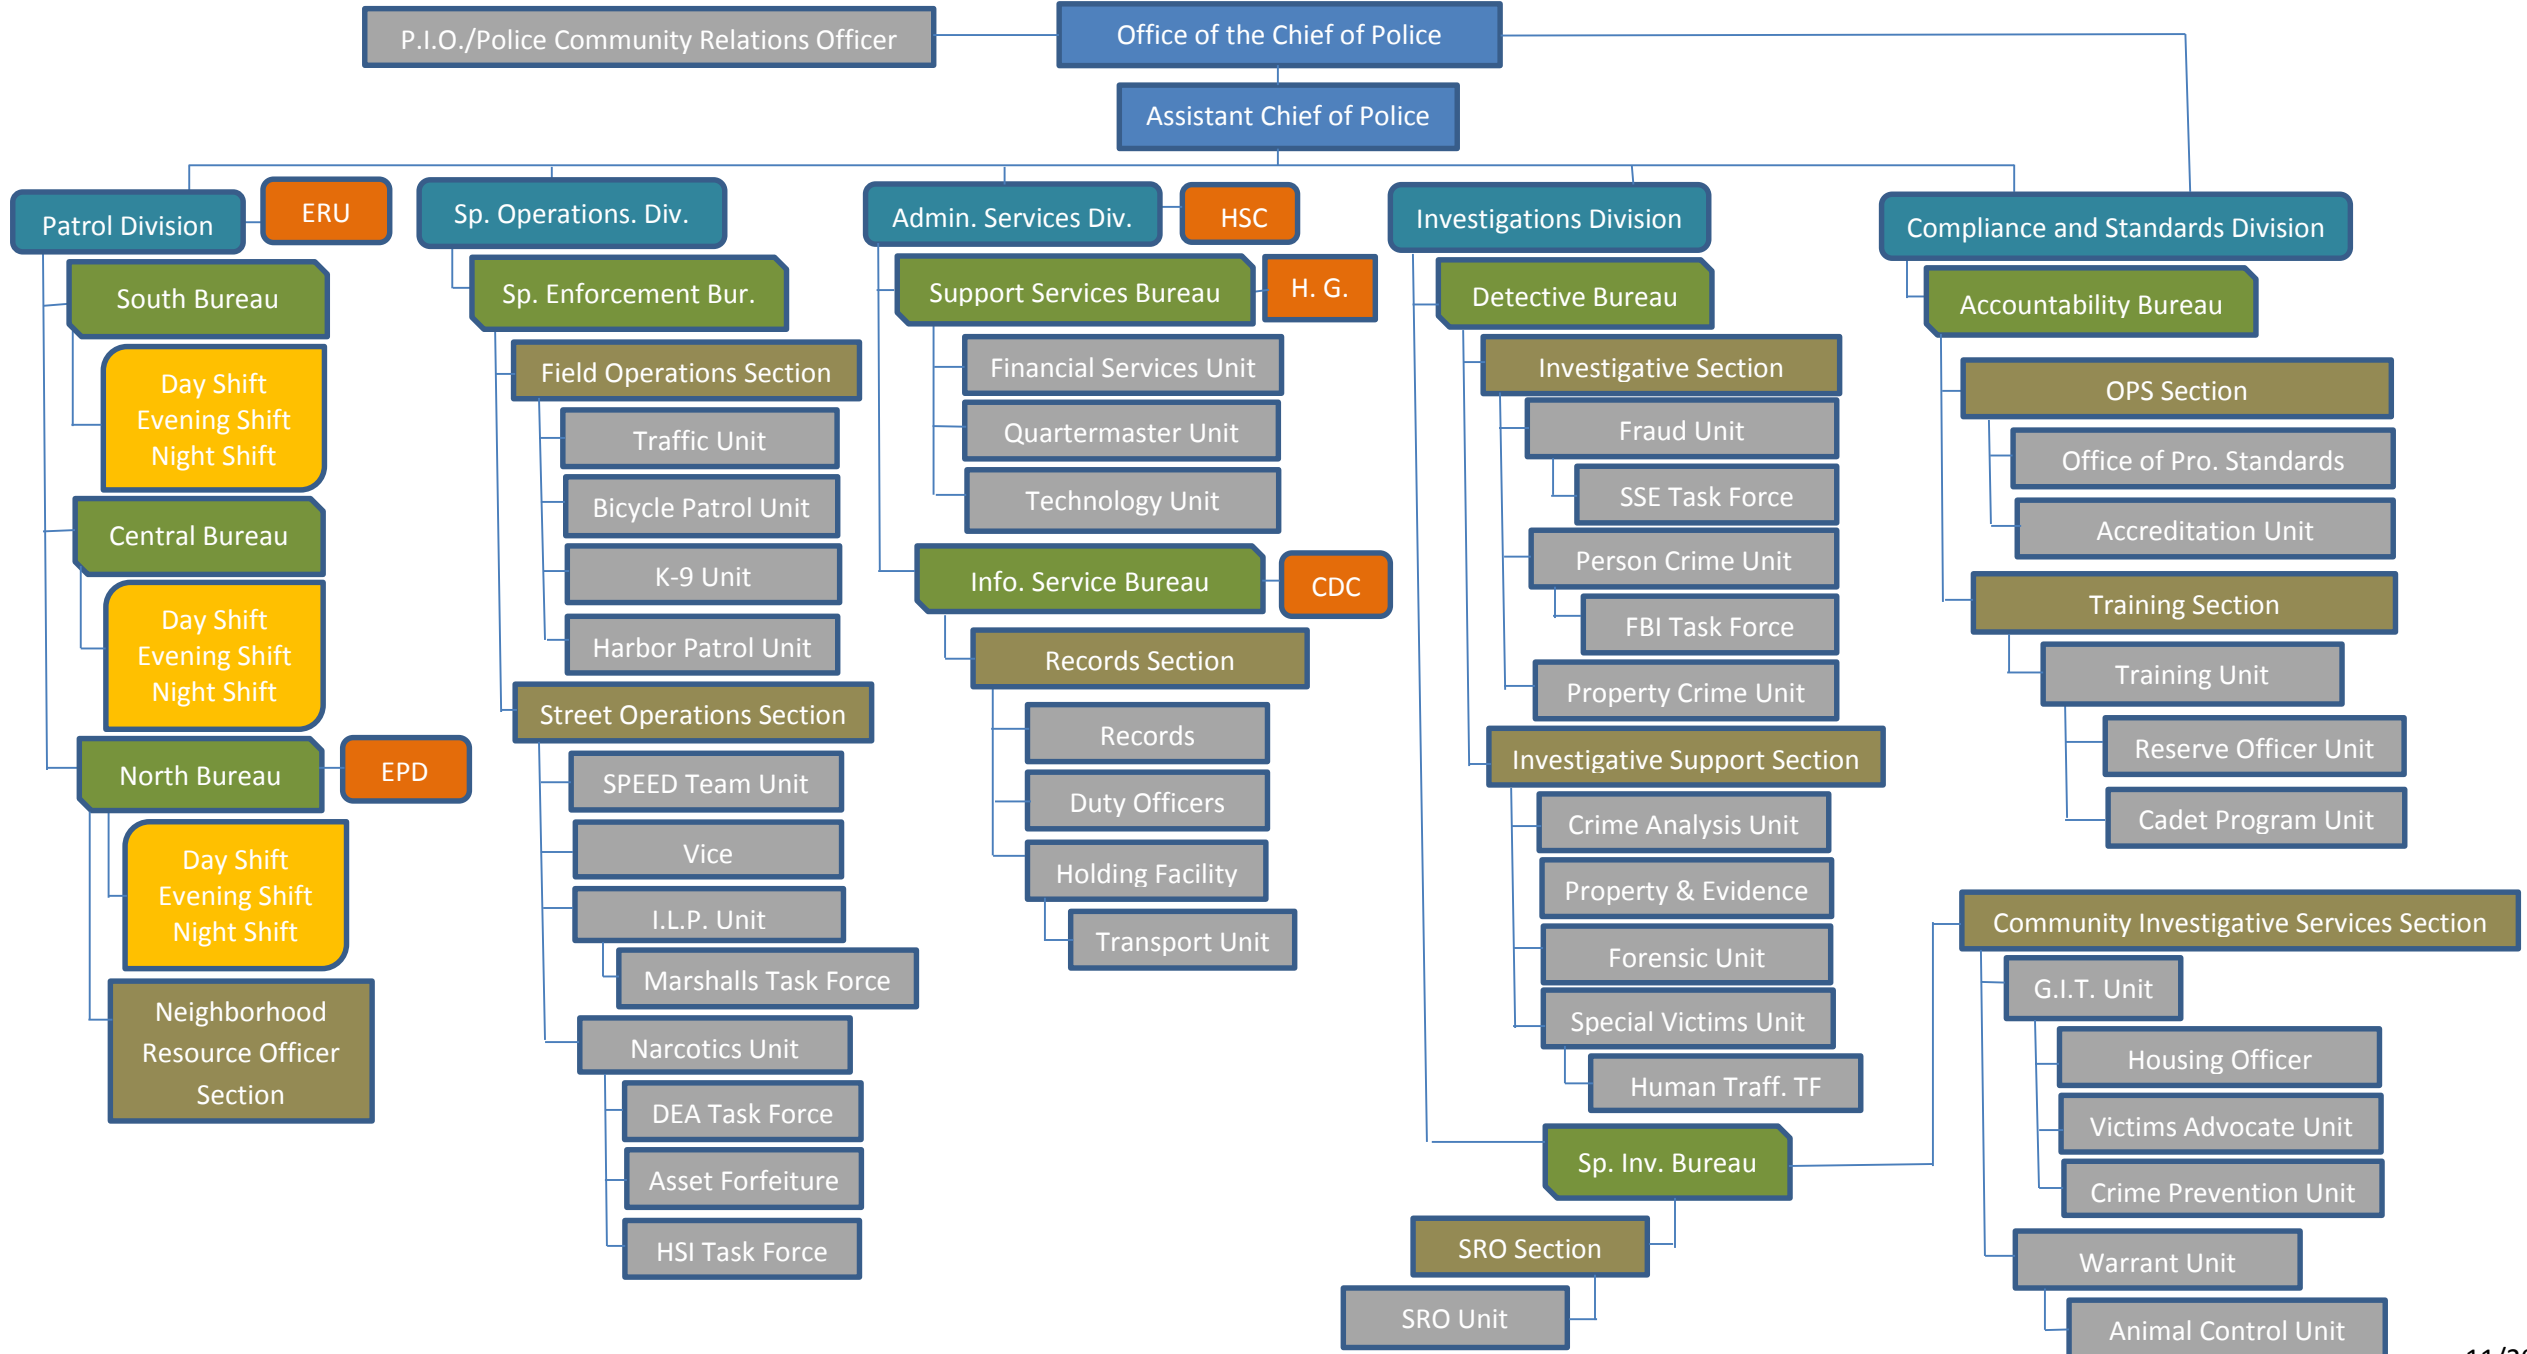 P.I.O./Police Community Relations Officer
Office of the Chief of Police
Assistant Chief of Police
Patrol Division
ERU
South Bureau
Day Shift
Evening Shift
Night Shift
Central Bureau
Day Shift
Evening Shift
Night Shift
North Bureau
EPD
Day Shift
Evening Shift
Night Shift
Neighborhood
Resource Officer
Section
Sp. Operations. Div.
Sp. Enforcement Bur.
Field Operations Section
Traffic Unit
Bicycle Patrol Unit
K-9 Unit
Harbor Patrol Unit
Street Operations Section
SPEED Team Unit
Vice
I.L.P. Unit
Marshalls Task Force
Narcotics Unit
DEA Task Force
Asset Forfeiture
HSI Task Force
Admin. Services Div.
HSC
Support Services Bureau
H. G.
Financial Services Unit
Quartermaster Unit
Technology Unit
Info. Service Bureau
CDC
Records Section
Records
Duty Officers
Holding Facility
Transport Unit
Investigations Division
Detective Bureau
Investigative Section
Fraud Unit
SSE Task Force
Person Crime Unit
FBI Task Force
Property Crime Unit
Investigative Support Section
Crime Analysis Unit
Property & Evidence
Forensic Unit
Special Victims Unit
Human Traff. TF
Sp. Inv. Bureau
SRO Section
SRO Unit
Compliance and Standards Division
Accountability Bureau
OPS Section
Office of Pro. Standards
Accreditation Unit
Training Section
Training Unit
Reserve Officer Unit
Cadet Program Unit
Community Investigative Services Section
G.I.T. Unit
Housing Officer
Victims Advocate Unit
Crime Prevention Unit
Warrant Unit
Animal Control Unit